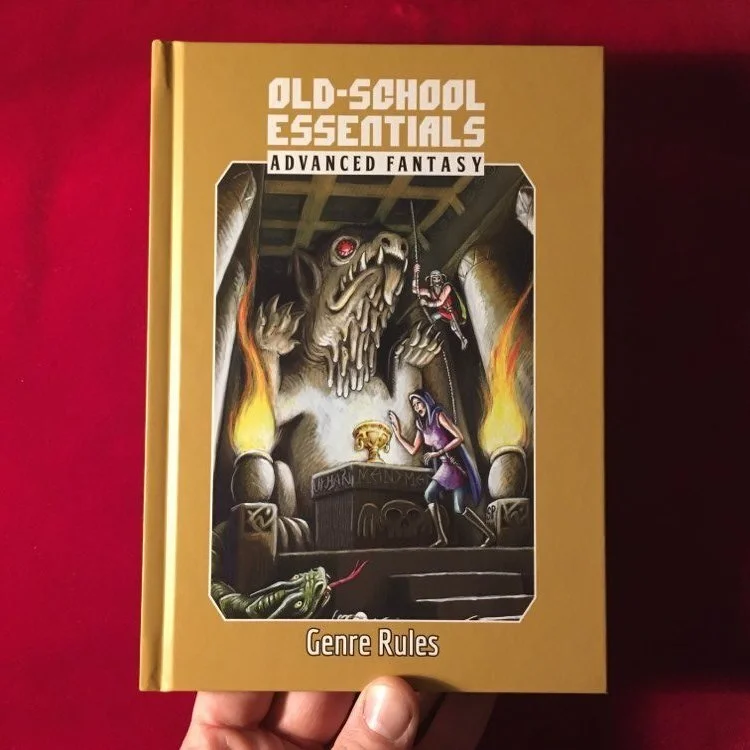 OLD-SCHOOL
ESSENTIALS
ADVANCED FANTASY
Genre Rules